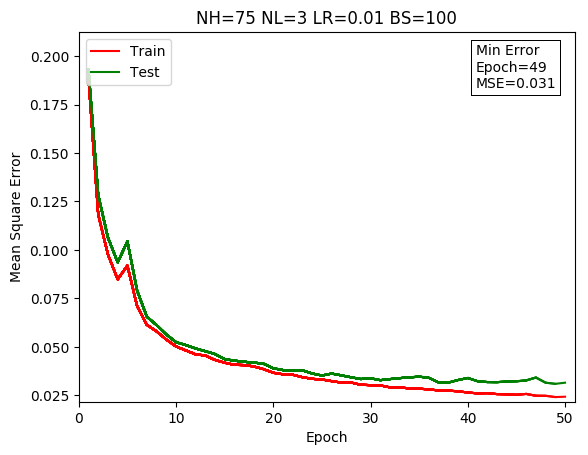 NH=75 NL=3 LR=0.01 BS=100
Train
Test
Min Error
Epoch=49
MSE=0.031
Mean Square Error
0.200
0.175
0.150
0.125
0.100
0.075
0.050
0.025
0
10
20
30
40
50
Epoch